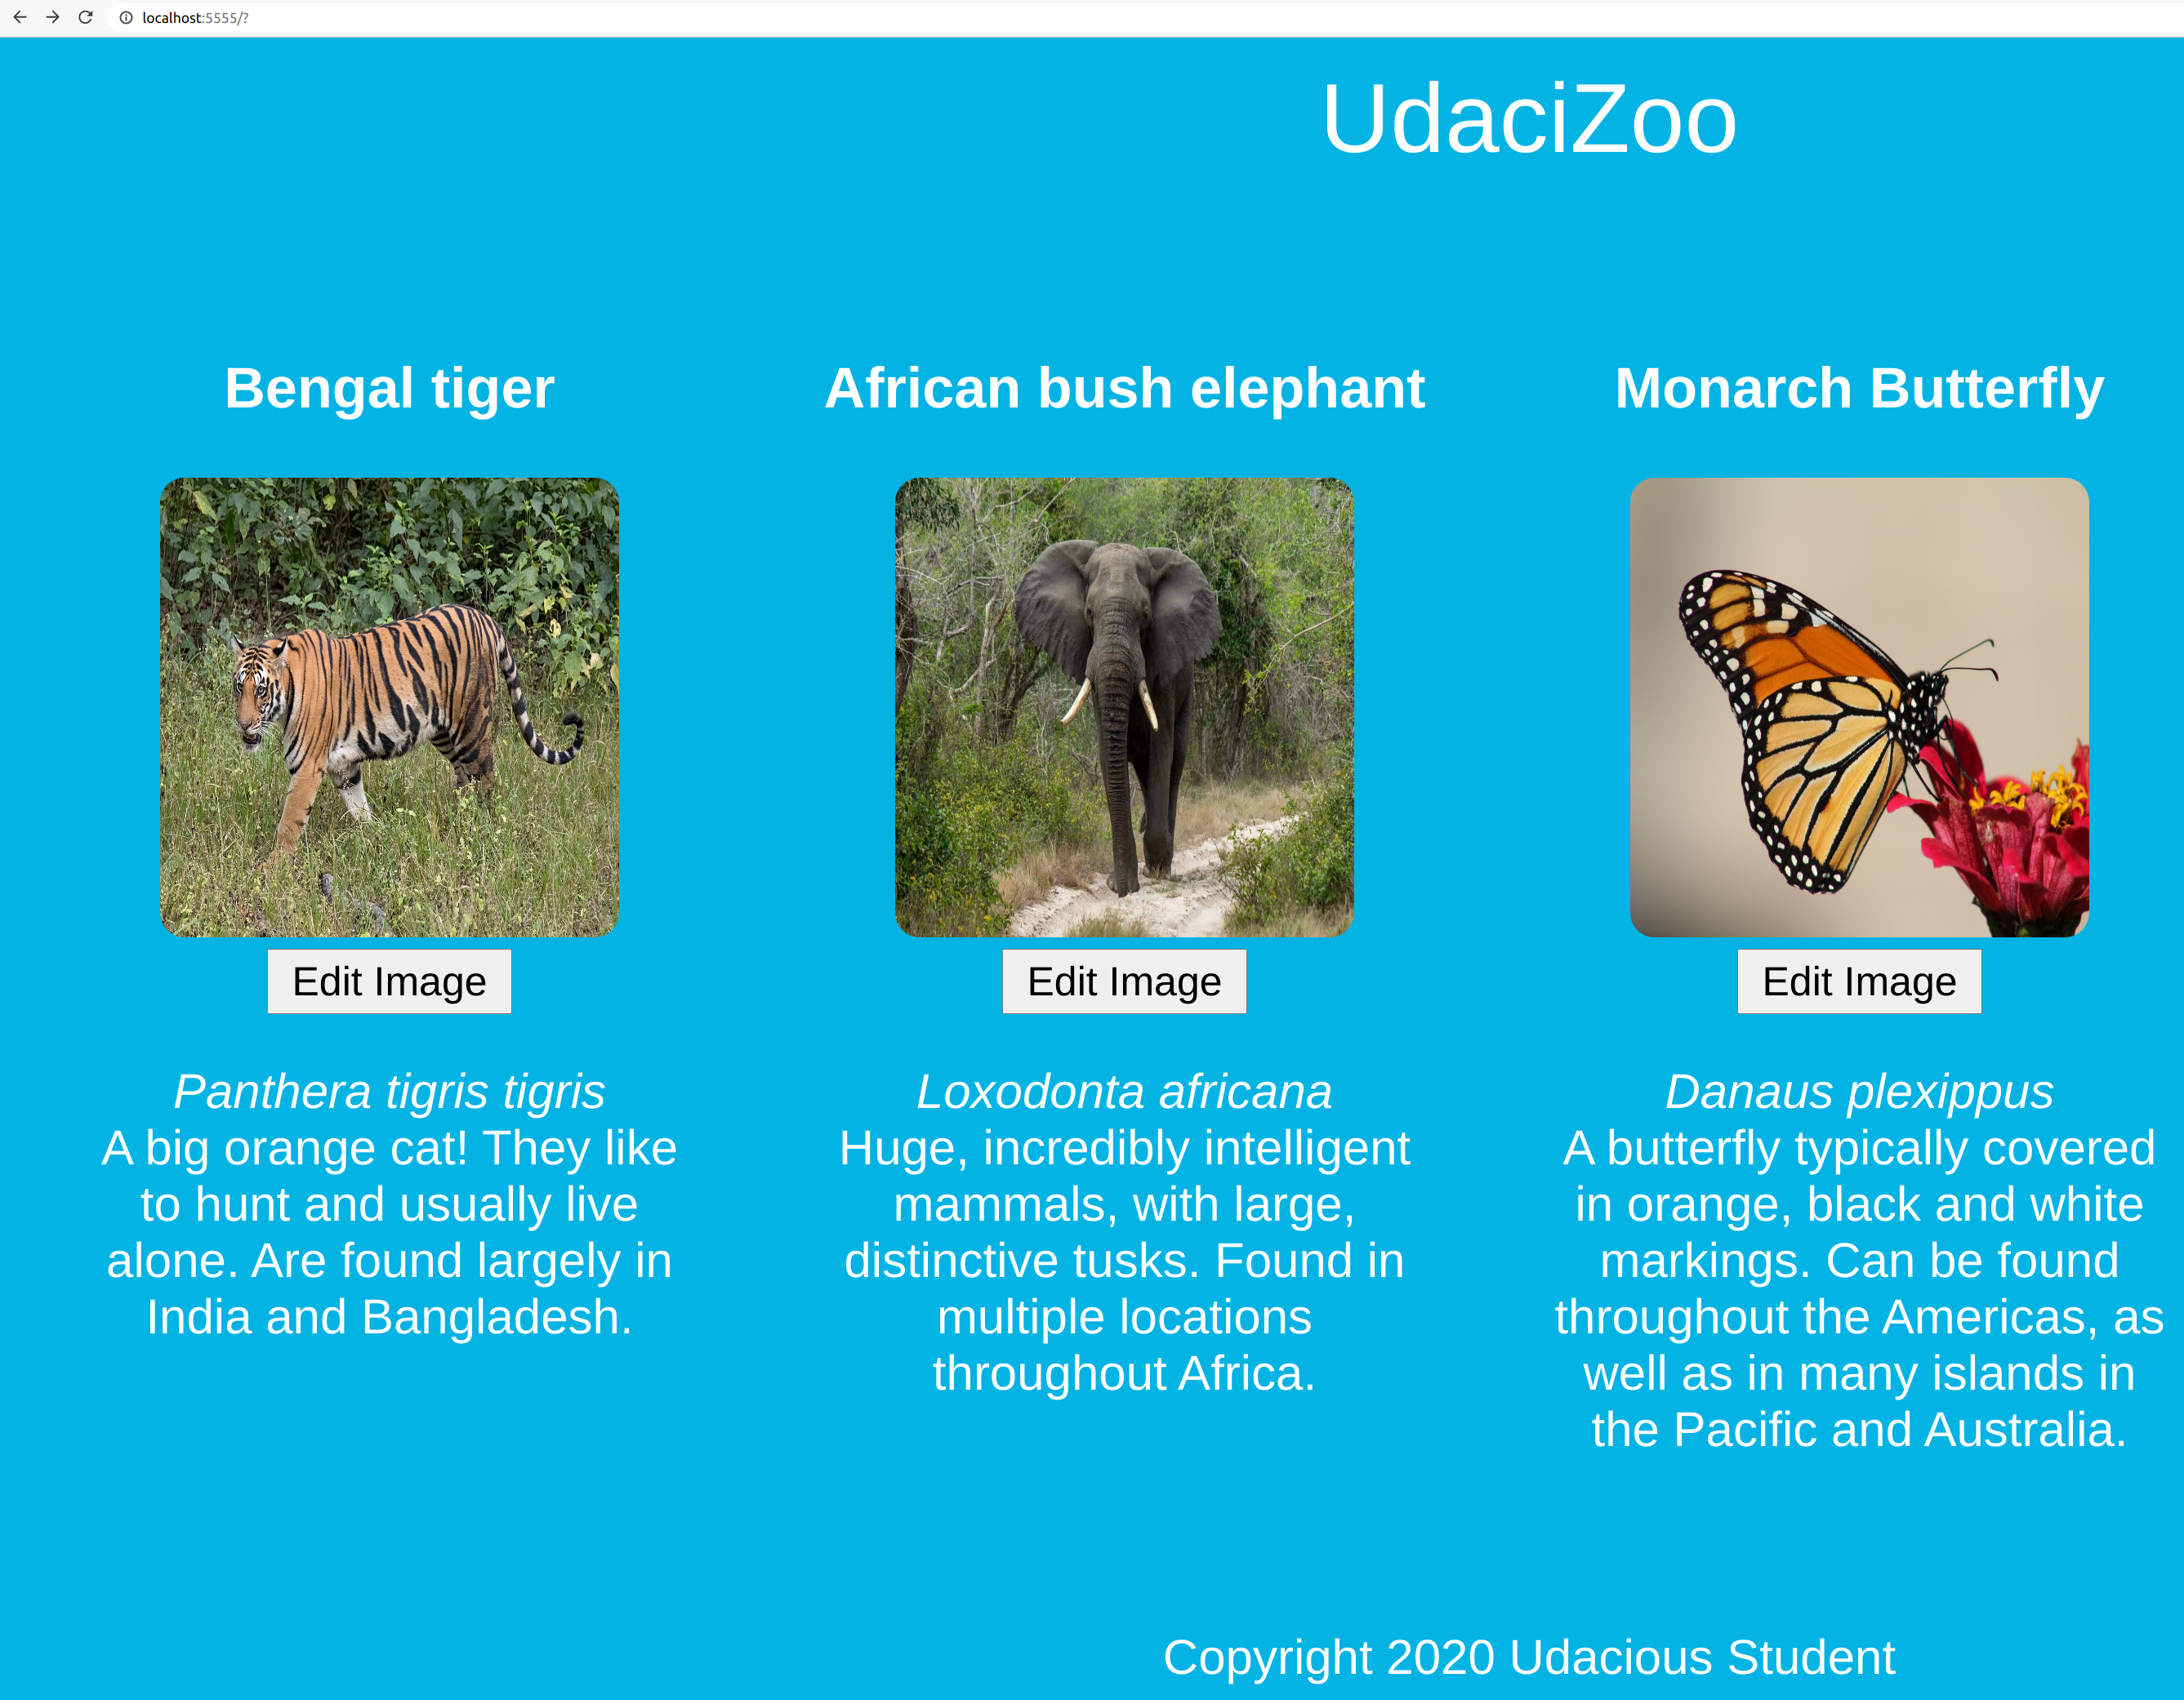 localhost:5555/?
UdaciZoo
Bengal tiger
Edit Image
Panthera tigris tigris
A big orange cat! They like
to hunt and usually live
alone. Are found largely in
India and Bangladesh.
African bush elephant
Edit Image
Loxodonta africana
Huge, incredibly intelligent
mammals, with large,
distinctive tusks. Found in
multiple locations
throughout Africa.
Monarch Butterfly
Edit Image
Danaus plexippus
A butterfly typically covered
in orange, black and white
markings. Can be found
throughout the Americas, as
well as in many islands in
the Pacific and Australia.
Copyright 2020 Udacious Student